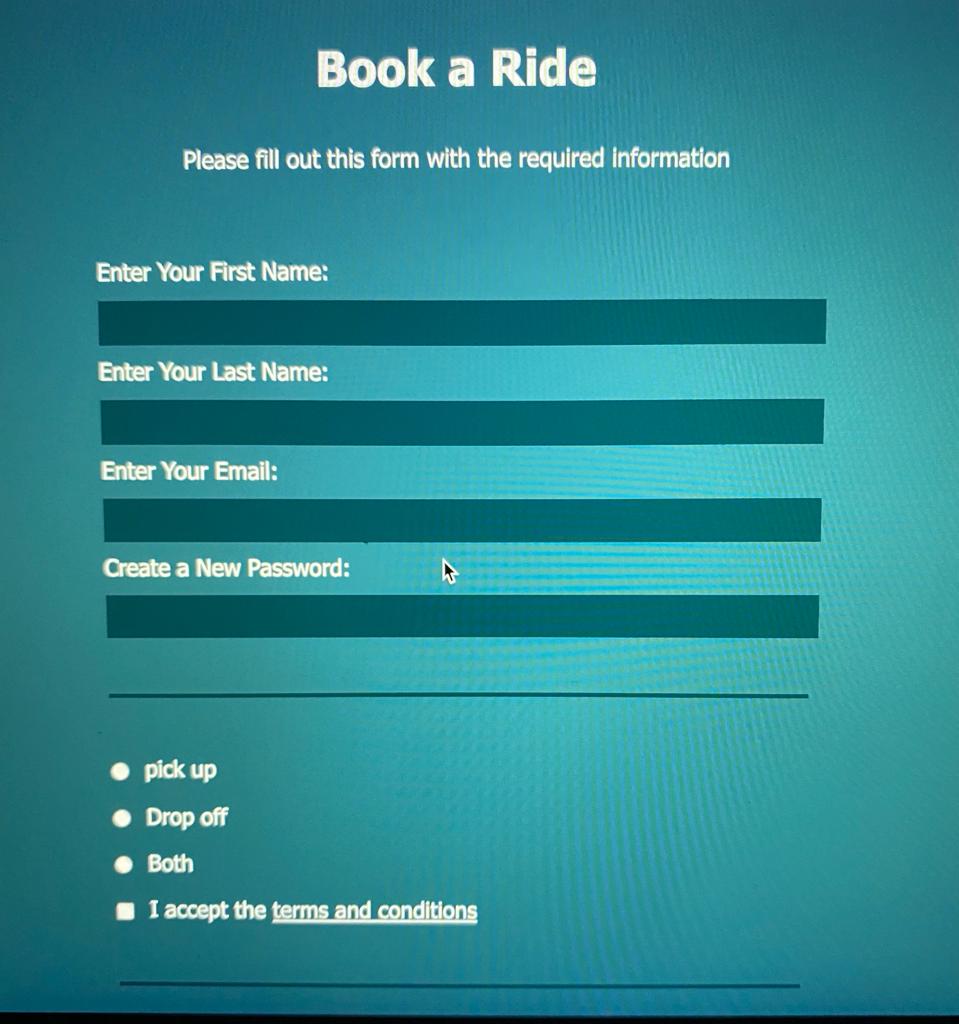 Book a Ride
Please fill out this form with the required information
Enter Your First Name:
Enter Your Last Name:
Enter Your Email:
Create a New Password:
pick up
Drop off
Both
I accept the terms and conditions